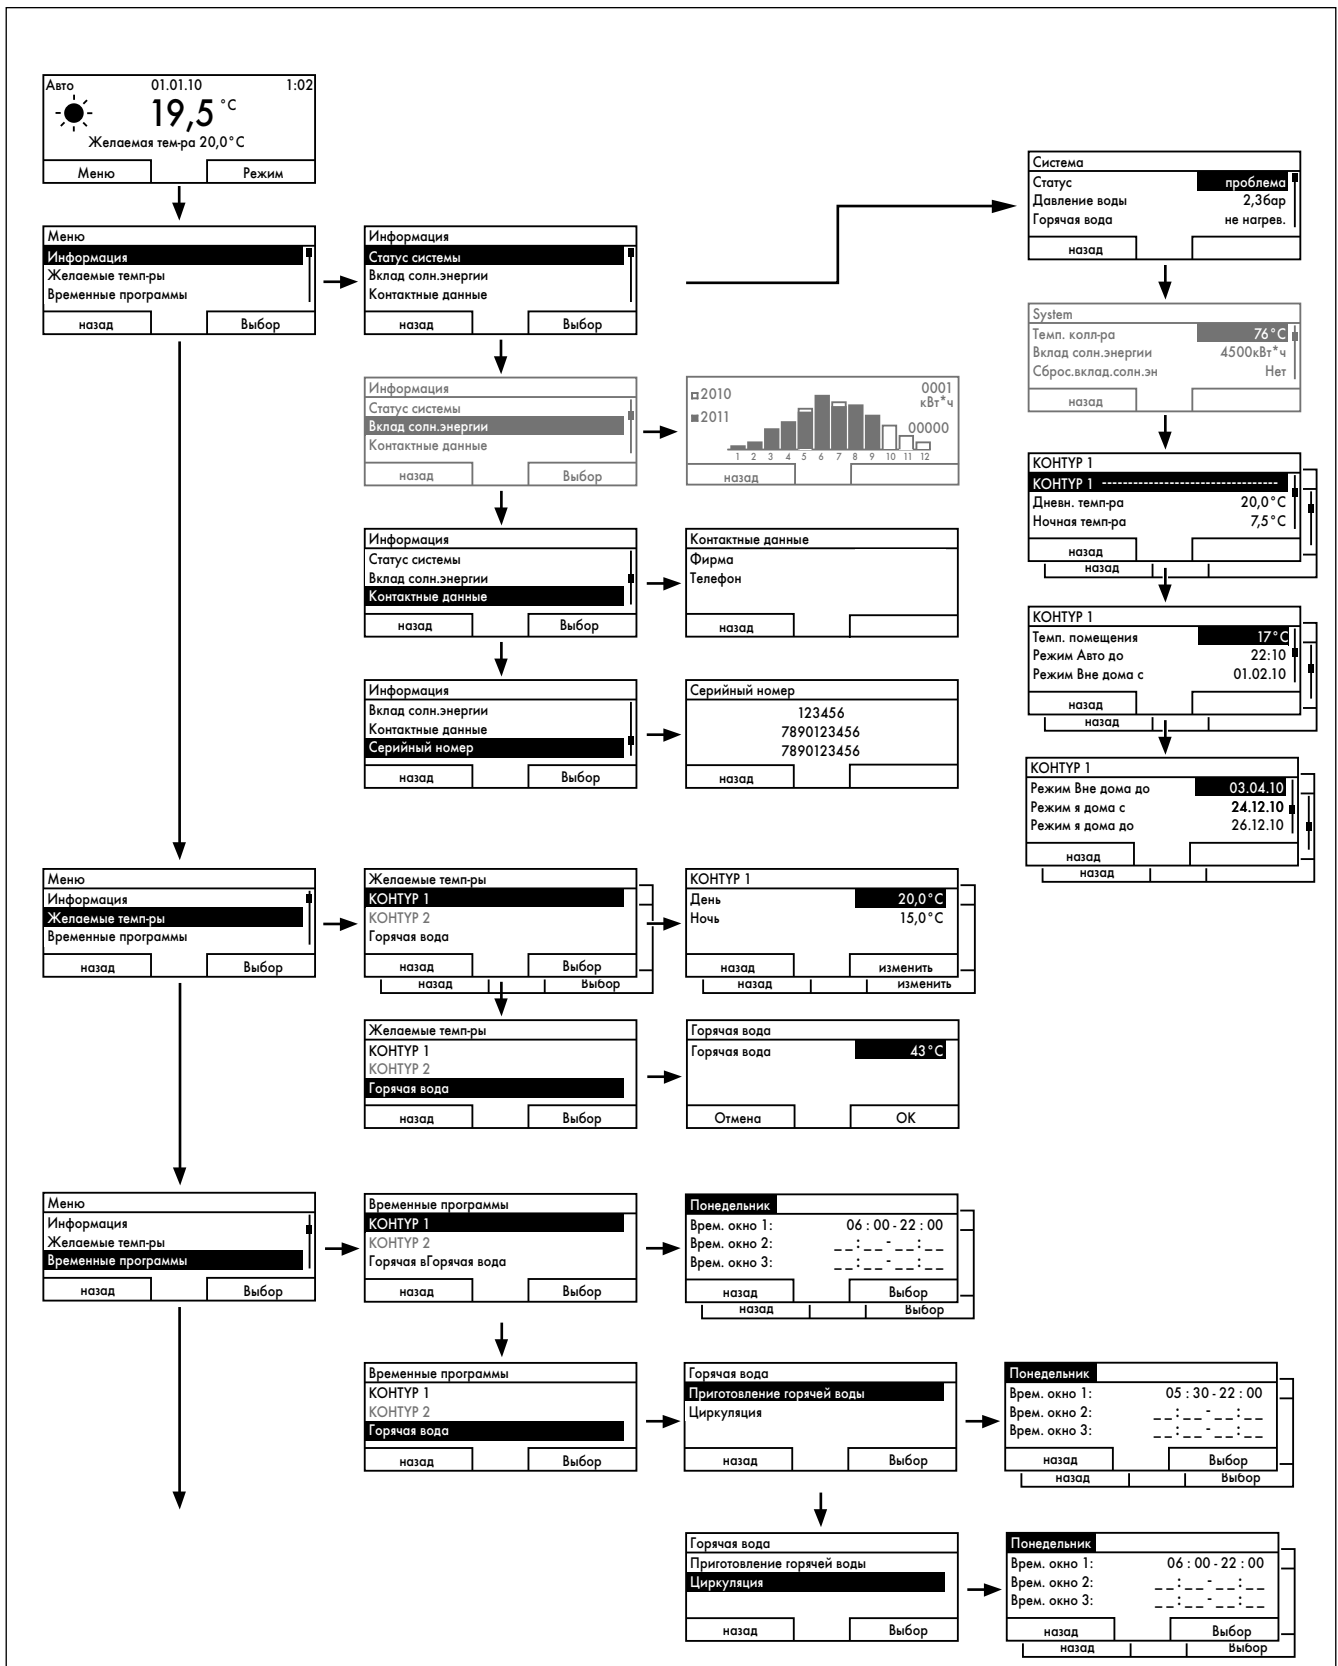 Авто 01.01.10 1:02
19,5 °C
Желаемая тем-ра 20,0°C
Меню Режим
Меню
Информация
Желаемые темп-ры
Временные программы
назад Выбор
Информация
Статус системы
Вклад солн.энергии
Контактные данные
назад Выбор
Система
Статус проблема
Давление воды 2,3бар
Горячая вода не нагрев.
назад
System
Темп. колл-ра 76°C
Вклад солн.энергии 4500кВт*ч
Сброс.вклад.солн.эн Нет
назад
Информация
Статус системы
Вклад солн.энергии
Контактные данные
назад Выбор
2010
2011
0001
кВт*ч
00000
1 2 3 4 5 6 7 8 9 10 11 12
назад
КОНТУР 1
КОНТУР 1 ---------------------------------
Дневн. темп-ра 20,0°C
Ночная темп-ра 7,5°C
назад
назад
Информация
Статус системы
Вклад солн.энергии
Контактные данные
назад Выбор
Контактные данные
Фирма
Телефон
назад
КОНТУР 1
Темп. помещения 17°C
Режим Авто до 22:10
Режим Вне дома с 01.02.10
назад
назад
Информация
Вклад солн.энергии
Контактные данные
Серийный номер
назад Выбор
Серийный номер
123456
7890123456
7890123456
назад
КОНТУР 1
Режим Вне дома до 03.04.10
Режим я дома с 24.12.10
Режим я дома до 26.12.10
назад
назад
Меню
Информация
Желаемые темп-ры
Временные программы
назад Выбор
Желаемые темп-ры
КОНТУР 1
КОНТУР 2
Горячая вода
назад Выбор
назад Выбор
КОНТУР 1
День 20,0°C
Ночь 15,0°C
назад изменить
назад изменить
Желаемые темп-ры
КОНТУР 1
КОНТУР 2
Горячая вода
назад Выбор
Горячая вода
Горячая вода 43°C
Отмена OK
Меню
Информация
Желаемые темп-ры
Временные программы
назад Выбор
Временные программы
КОНТУР 1
КОНТУР 2
Горячая вГорячая вода
назад Выбор
Понедельник
Врем. окно 1: 06 : 00 - 22 : 00
Врем. окно 2: _ _ : _ _ - _ _ : _ _
Врем. окно 3: _ _ : _ _ - _ _ : _ _
назад Выбор
назад Выбор
Временные программы
КОНТУР 1
КОНТУР 2
Горячая вода
назад Выбор
Горячая вода
Приготовление горячей воды
Циркуляция
назад Выбор
Понедельник
Врем. окно 1: 05 : 30 - 22 : 00
Врем. окно 2: _ _ : _ _ - _ _ : _ _
Врем. окно 3: _ _ : _ _ - _ _ : _ _
назад Выбор
назад Выбор
Горячая вода
Приготовление горячей воды
Циркуляция
назад Выбор
Понедельник
Врем. окно 1: 06 : 00 - 22 : 00
Врем. окно 2: _ _ : _ _ - _ _ : _ _
Врем. окно 3: _ _ : _ _ - _ _ : _ _
назад Выбор
назад Выбор